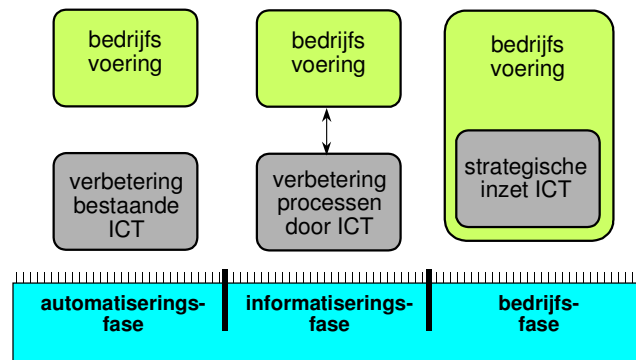 bedrijfs
voering
bedrijfs
voering
bedrijfs
voering
verbetering
bestaande
ICT
verbetering
processen
door ICT
strategische
inzet ICT
automatiserings-
fase
informatiserings-
fase
bedrijfs-
fase